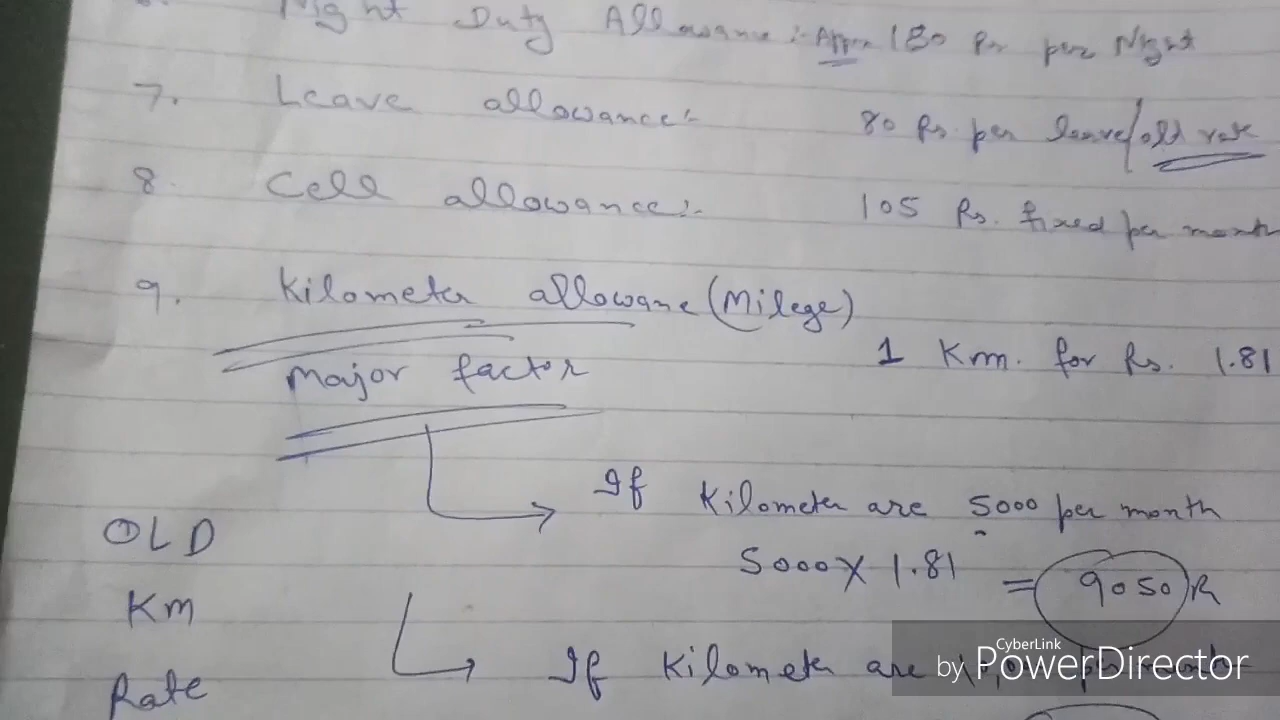 Night Duty Allowance :- Appx 180 Rs per Night
7. Leave allowance:- 80 Rs. per leave/old rate
8. Cell allowance:- 105 Rs. fixed per month
9. Kilometer allowane (Milege)
1 Km. for Rs. 1.81
Major factor
If Kilometer are 5000 per month
5000 X 1.81 = 9050 R
OLD
Km
Rate
If Kilometer are
CyberLink
by PowerDirector